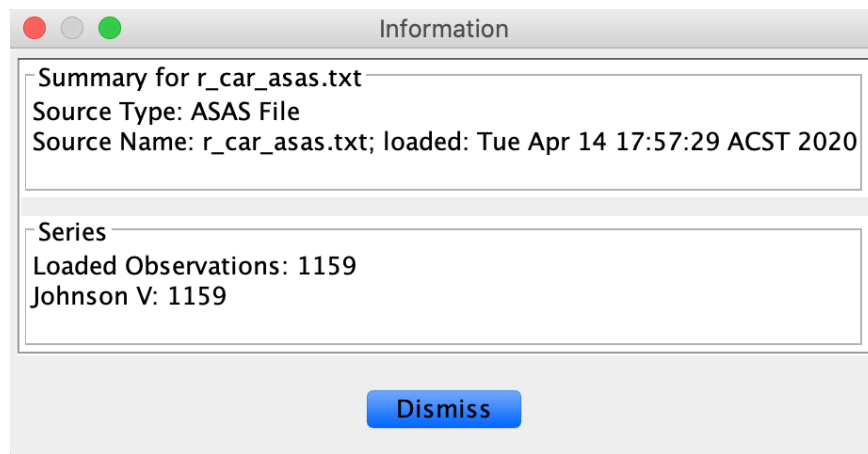 Information
Summary for r_car_asas.txt
Source Type: ASAS File
Source Name: r_car_asas.txt; loaded: Tue Apr 14 17:57:29 ACST 2020
Series
Loaded Observations: 1159
Johnson V: 1159
Dismiss